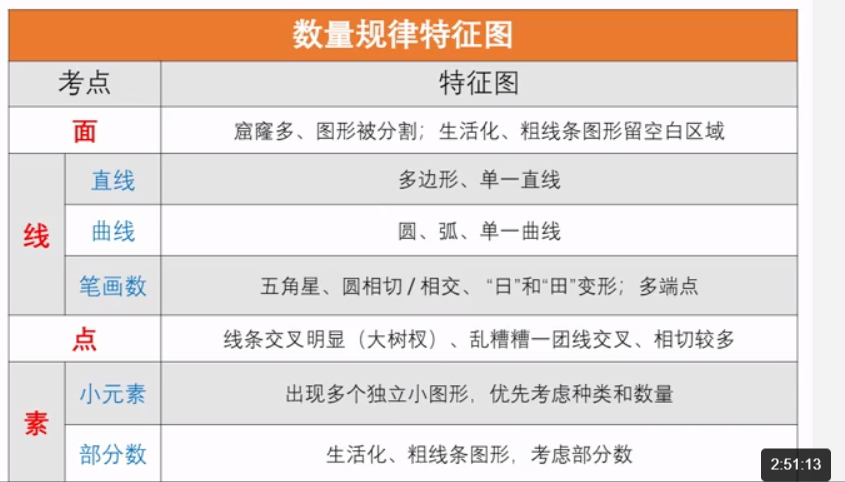 数量规律特征图
考点 特征图
面 窟窿多、图形被分割；生活化、粗线条图形留空白区域
线
直线 多边形、单一直线
曲线 圆、弧、单一曲线
笔画数 五角星、圆相切 / 相交、“日”和“田”变形；多端点
点 线条交叉明显（大树杈）、乱糟糟一团线交叉、相切较多
素
小元素 出现多个独立小图形，优先考虑种类和数量
部分数 生活化、粗线条图形，考虑部分数
2:51:13